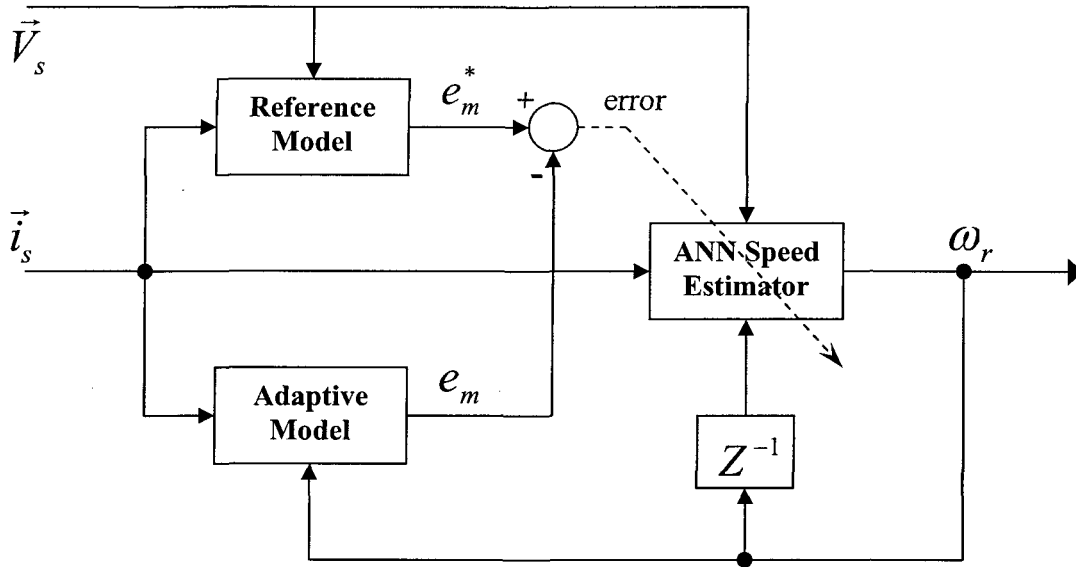 V⃗ₛ
Reference
Model
e*ₘ
+
error
-
i⃗ₛ
ANN Speed
Estimator
ωᵣ
Adaptive
Model
eₘ
Z⁻¹